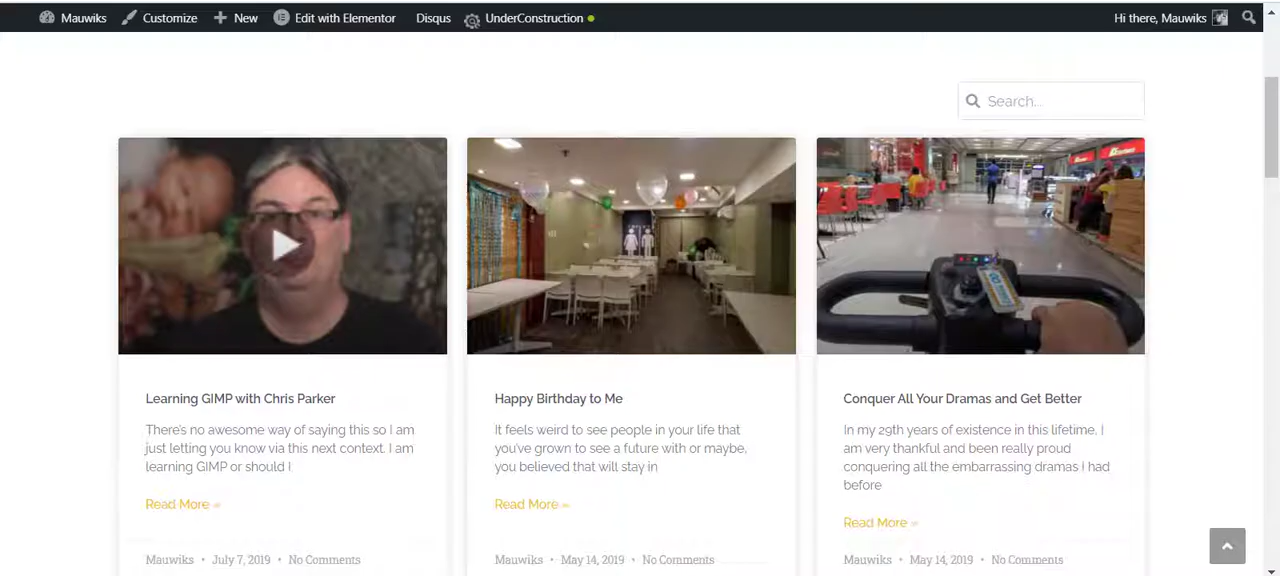 Mauwiks Customize New Edit with Elementor Disqus UnderConstruction Hi there, Mauwiks
Search...
Learning GIMP with Chris Parker
There's no awesome way of saying this so I am
just letting you know via this next context. I am
learning GIMP or should I
Read More »
Mauwiks • July 7, 2019 • No Comments
Happy Birthday to Me
It feels weird to see people in your life that
you've grown to see a future with or maybe,
you believed that will stay in
Read More »
Mauwiks • May 14, 2019 • No Comments
Conquer All Your Dramas and Get Better
In my 29th years of existence in this lifetime, I
am very thankful and been really proud
conquering all the embarrassing dramas I had
before
Read More »
Mauwiks • May 14, 2019 • No Comments